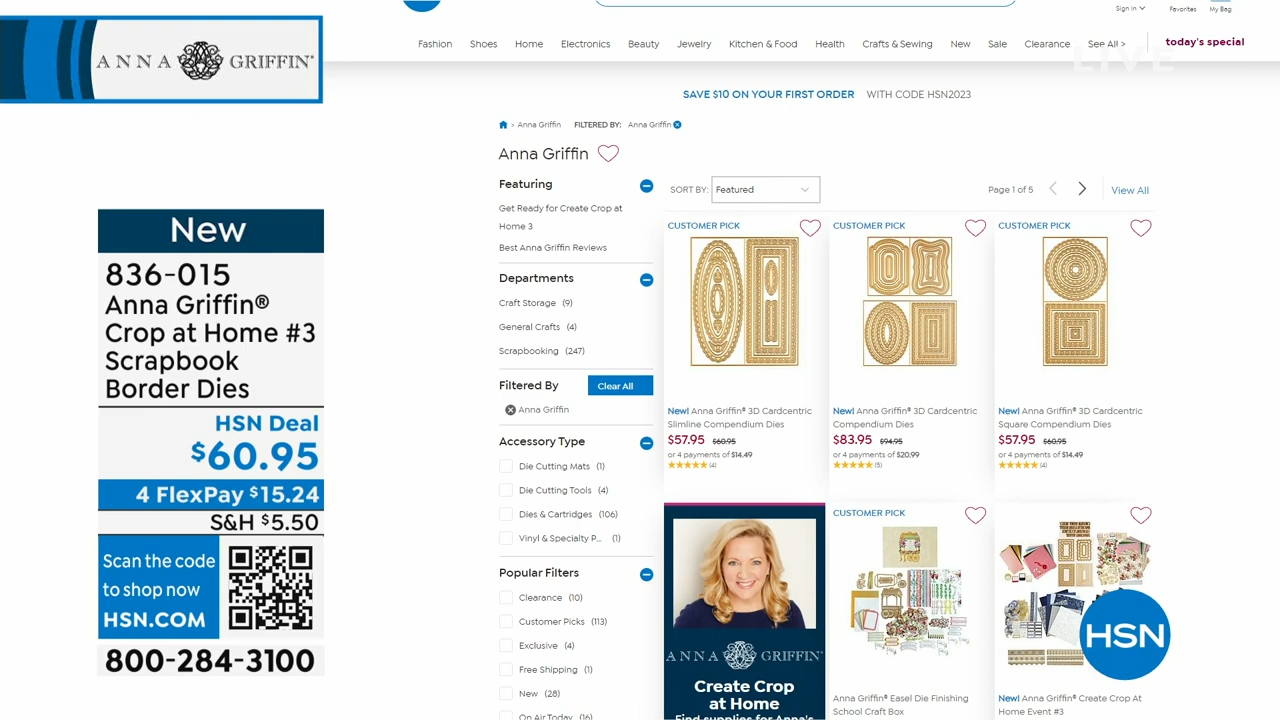 ANNA GRIFFIN®
New
836-015
Anna Griffin®
Crop at Home #3
Scrapbook
Border Dies
HSN Deal
$60.95
4 FlexPay $15.24
S&H $5.50
Scan the code
to shop now
HSN.COM
800-284-3100
Sign In
Favorites
My Bag
Fashion Shoes Home Electronics Beauty Jewelry Kitchen & Food Health Crafts & Sewing New Sale Clearance See All > today's special
LIVE
SAVE $10 ON YOUR FIRST ORDER WITH CODE HSN2023
> Anna Griffin FILTERED BY: Anna Griffin
Anna Griffin
Featuring
Get Ready for Create Crop at
Home 3
Best Anna Griffin Reviews
Departments
Craft Storage (9)
General Crafts (4)
Scrapbooking (247)
Filtered By Clear All
Anna Griffin
Accessory Type
Die Cutting Mats (1)
Die Cutting Tools (4)
Dies & Cartridges (106)
Vinyl & Specialty P... (1)
Popular Filters
Clearance (10)
Customer Picks (113)
Exclusive (4)
Free Shipping (1)
New (28)
On Air Today (16)
SORT BY: Featured
Page 1 of 5
View All
CUSTOMER PICK
New! Anna Griffin® 3D Cardcentric
Slimline Compendium Dies
$57.95 $60.95
or 4 payments of $14.49
(4)
CUSTOMER PICK
New! Anna Griffin® 3D Cardcentric
Compendium Dies
$83.95 $94.95
or 4 payments of $20.99
(5)
CUSTOMER PICK
New! Anna Griffin® 3D Cardcentric
Square Compendium Dies
$57.95 $60.95
or 4 payments of $14.49
(4)
ANNA GRIFFIN®
Create Crop
at Home
Find supplies for Anna's
CUSTOMER PICK
Anna Griffin® Easel Die Finishing
School Craft Box
New! Anna Griffin® Create Crop At
Home Event #3
HSN